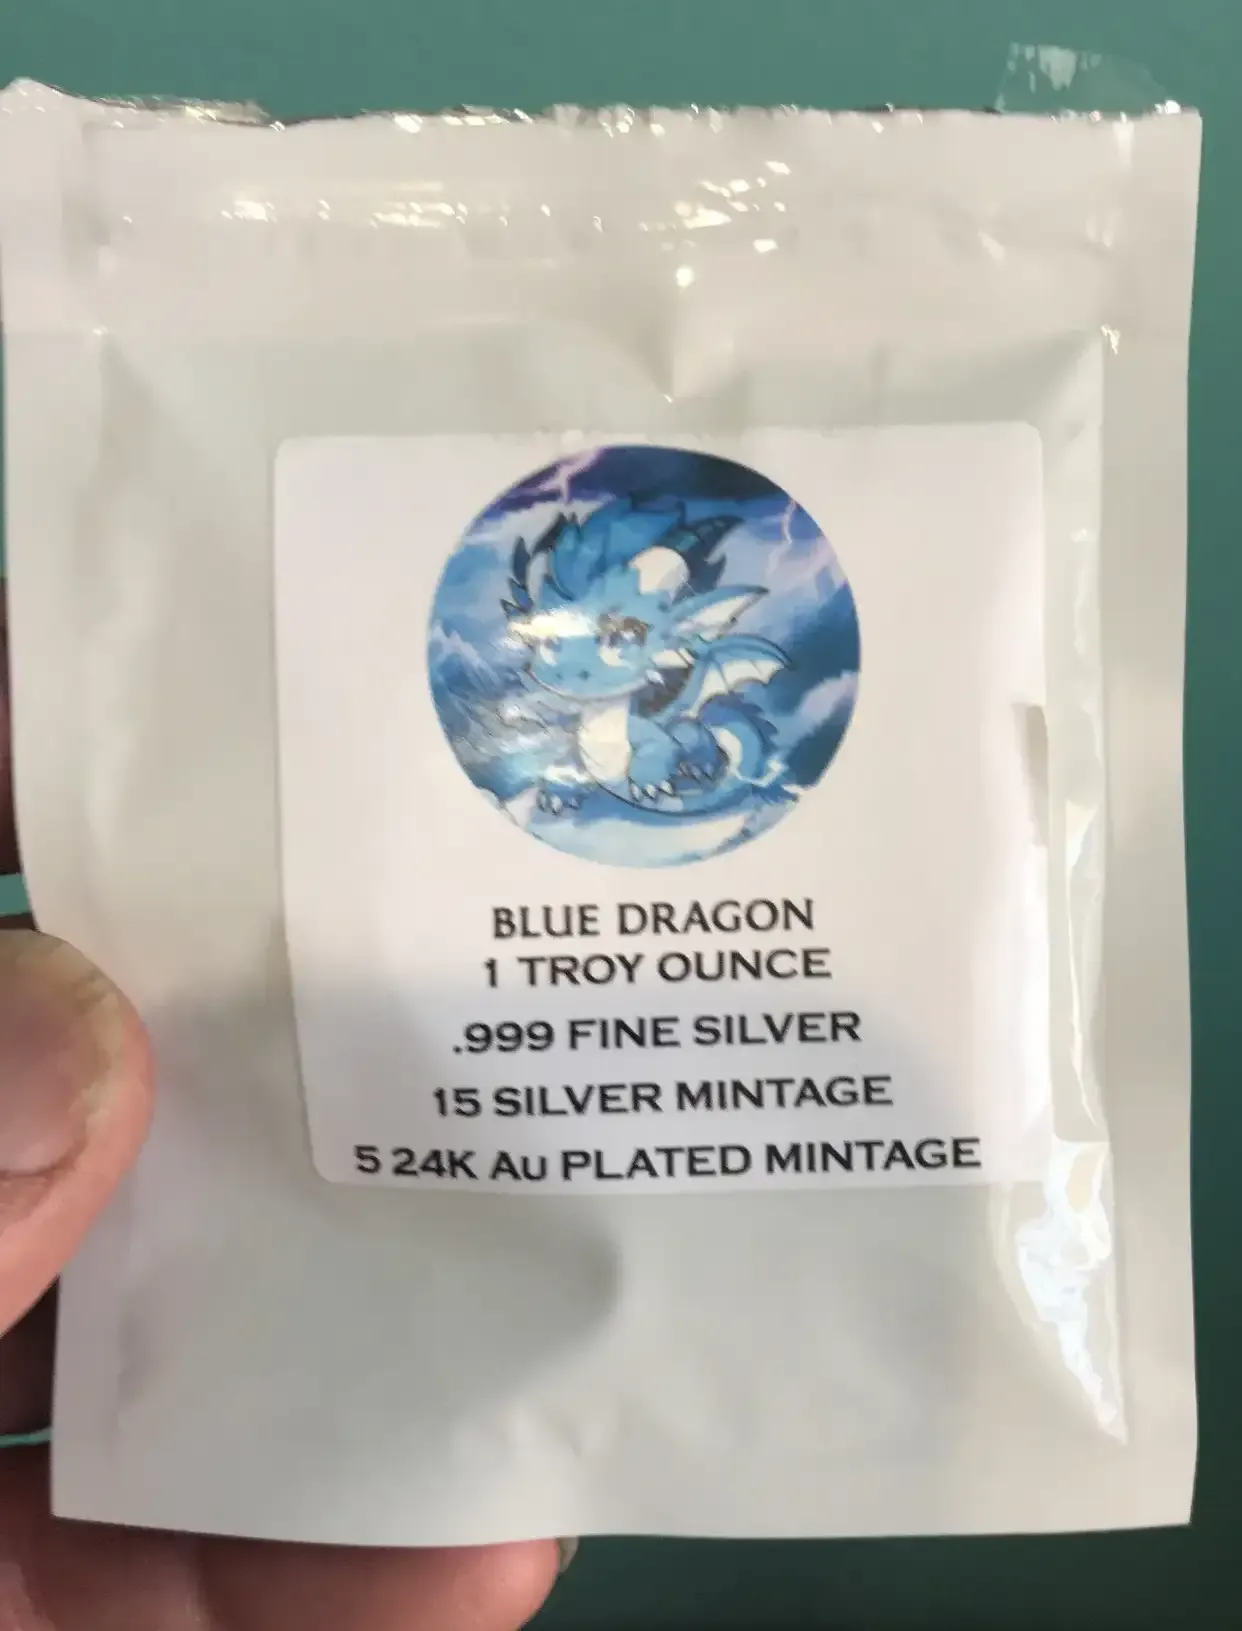 BLUE DRAGON
1 TROY OUNCE
.999 FINE SILVER
15 SILVER MINTAGE
5 24K Au PLATED MINTAGE